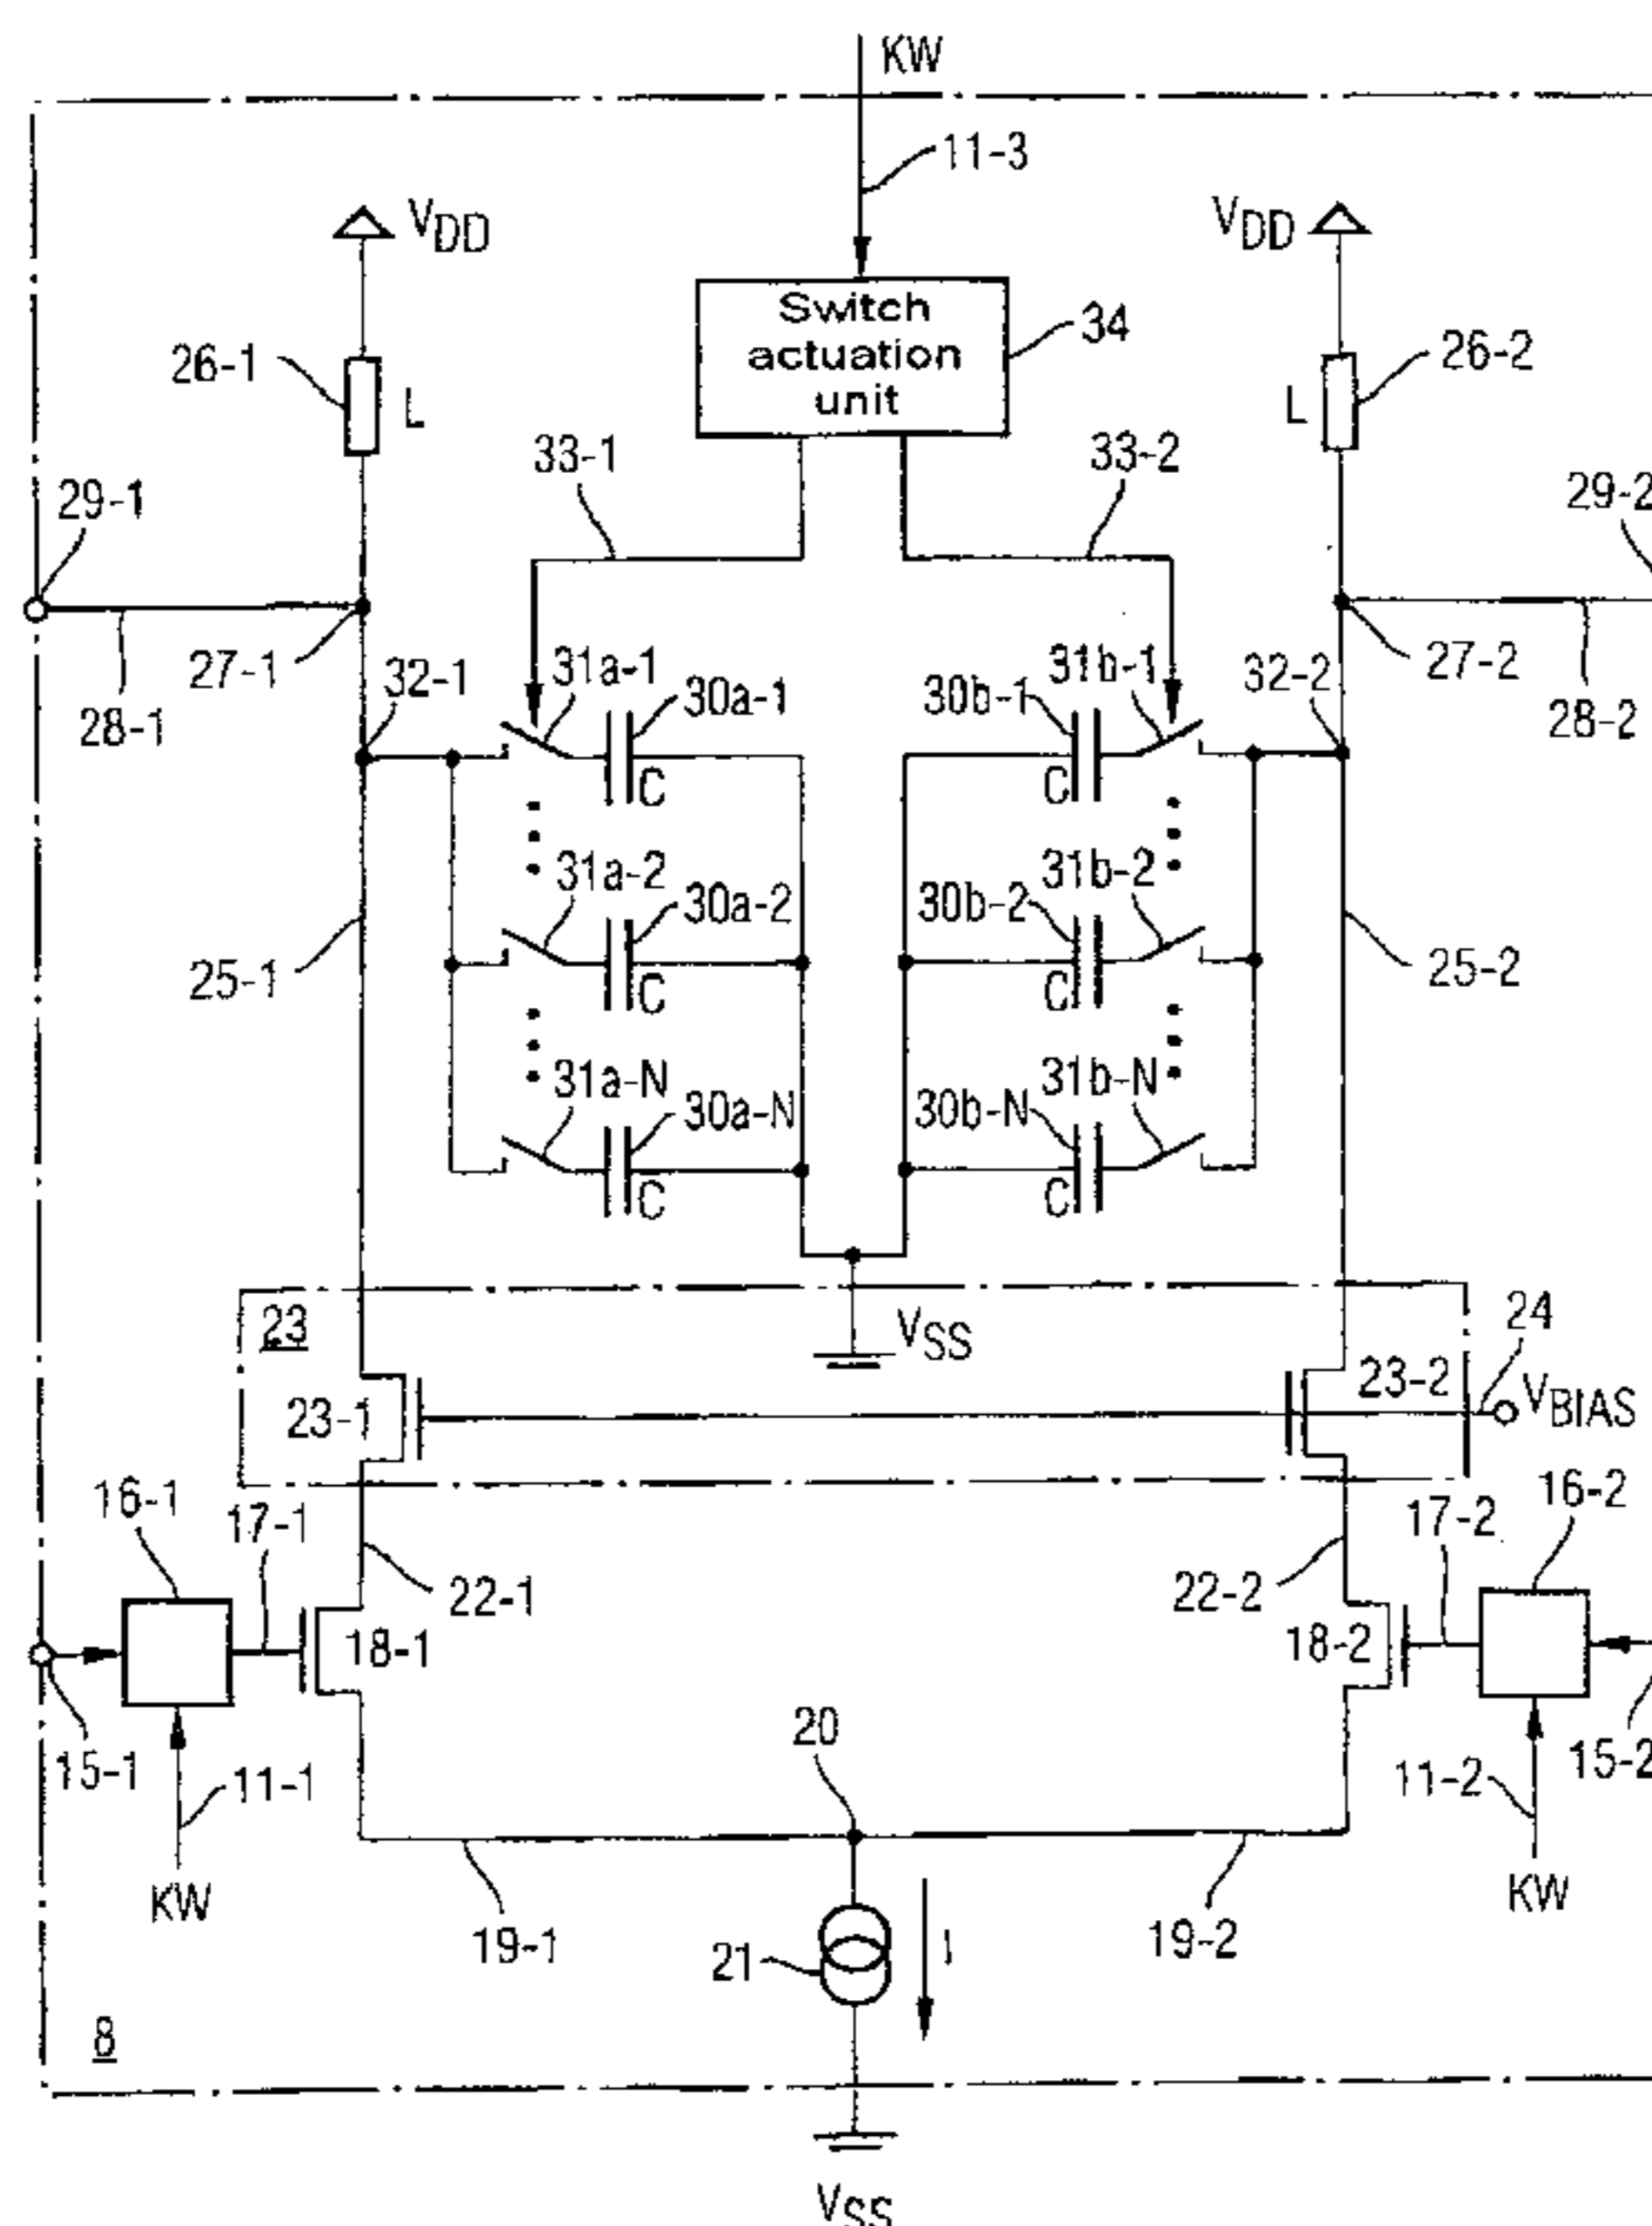 KW
11-3
VDD
VDD
Switch
actuation
unit
34
26-1
L
L
26-2
33-1
33-2
29-1
29-2
27-1
32-1
31a-1
30a-1
30b-1
31b-1
32-2
27-2
28-1
28-2
C
C
31a-2
30a-2
30b-2
31b-2
25-1
25-2
C
C
31a-N
30a-N
30b-N
31b-N
C
C
23
VSS
24
23-1
23-2
VBIAS
16-1
17-1
17-2
16-2
22-1
22-2
18-1
18-2
15-1
11-1
20
11-2
15-2
KW
KW
19-1
19-2
21
I
8
VSS